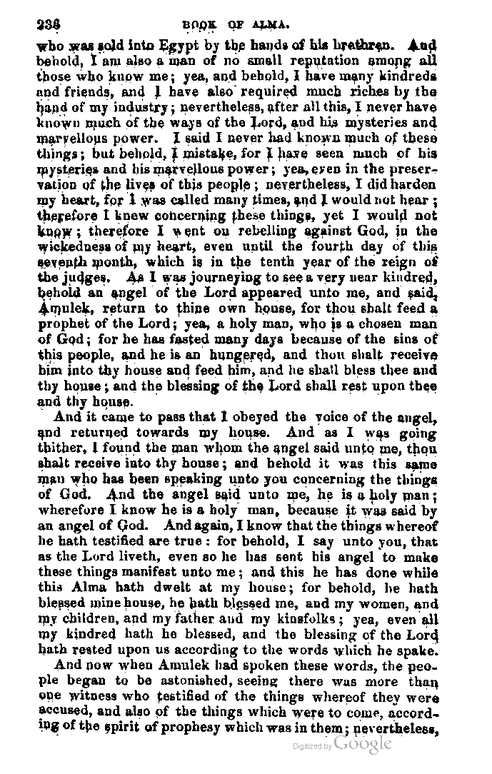 236 BOOK OF ALMA.
who was sold into Egypt by the hands of his brethren. And
behold, I am also a man of no small reputation among all
those who know me; yea, and behold, I have many kindreds
and friends, and I have also required much riches by the
hand of my industry; nevertheless, after all this, I never have
known much of the ways of the Lord, and his mysteries and
marvellous power. I said I never had known much of these
things; but behold, I mistake, for I have seen much of his
mysteries and his marvellous power; yea, even in the preser-
vation of the lives of this people; nevertheless, I did harden
my heart, for I was called many times, and I would not hear;
therefore I knew concerning these things, yet I would not
know; therefore I went on rebelling against God, in the
wickedness of my heart, even until the fourth day of this
seventh month, which is in the tenth year of the reign of
the judges. As I was journeying to see a very near kindred,
behold an angel of the Lord appeared unto me, and said,
Amulek, return to thine own house, for thou shalt feed a
prophet of the Lord; yea, a holy man, who is a chosen man
of God; for he has fasted many days because of the sins of
this people, and he is an hungered, and thou shalt receive
him into thy house and feed him, and he shall bless thee and
thy house; and the blessing of the Lord shall rest upon thee
and thy house.
And it came to pass that I obeyed the voice of the angel,
and returned towards my house. And as I was going
thither, I found the man whom the angel said unto me, thou
shalt receive into thy house; and behold it was this same
man who has been speaking unto you concerning the things
of God. And the angel said unto me, he is a holy man;
wherefore I know he is a holy man, because it was said by
an angel of God. And again, I know that the things whereof
he hath testified are true: for behold, I say unto you, that
as the Lord liveth, even so he has sent his angel to make
these things manifest unto me; and this he has done while
this Alma hath dwelt at my house; for behold, he hath
blessed mine house, he hath blessed me, and my women, and
my children, and my father and my kinsfolks; yea, even all
my kindred hath he blessed, and the blessing of the Lord
hath rested upon us according to the words which he spake.
And now when Amulek had spoken these words, the peo-
ple began to be astonished, seeing there was more than
one witness who testified of the things whereof they were
accused, and also of the things which were to come, accord-
ing of the spirit of prophesy which was in them; nevertheless,
Digitized by Google